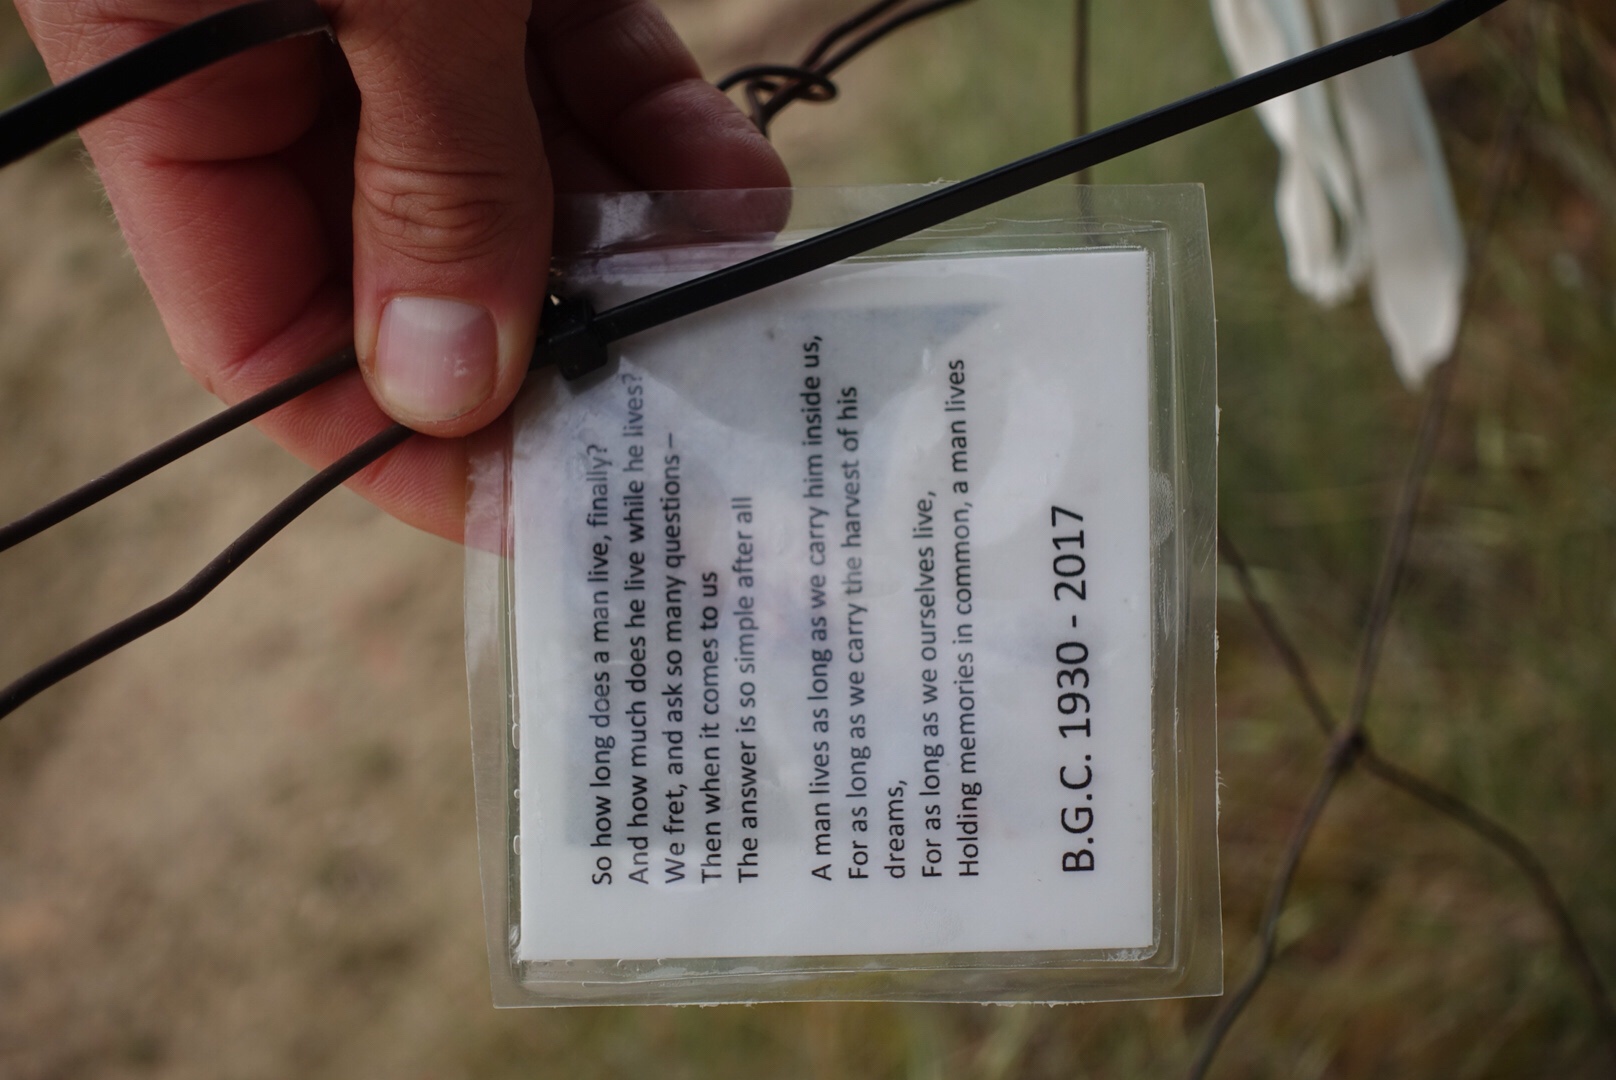 So how long does a man live, finally?
And how much does he live while he lives?
We fret, and ask so many questions –
Then when it comes to us
The answer is so simple after all
A man lives as long as we carry him inside us,
For as long as we carry the harvest of his
dreams,
For as long as we ourselves live,
Holding memories in common, a man lives
B.G.C. 1930 - 2017